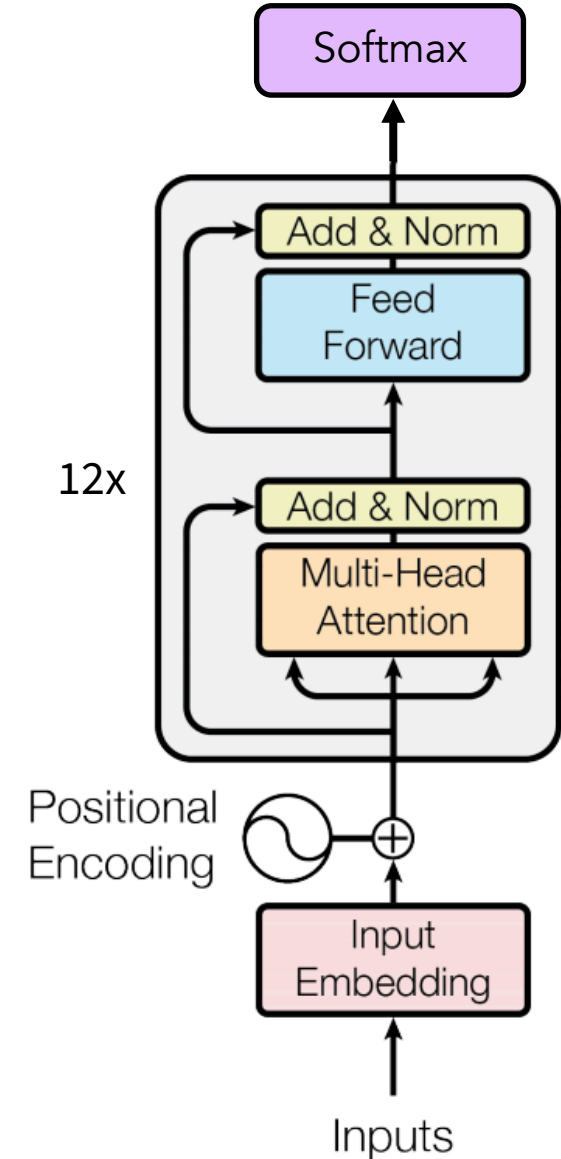 Softmax
Add & Norm
Feed
Forward
12x
Add & Norm
Multi-Head
Attention
Positional
Encoding
Input
Embedding
Inputs